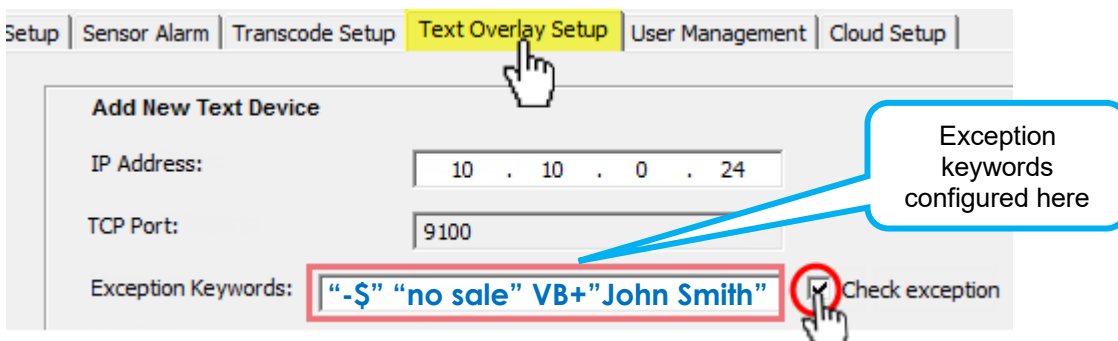 Setup Sensor Alarm Transcode Setup Text Overlay Setup User Management Cloud Setup
Add New Text Device
IP Address: 10 . 10 . 0 . 24
Exception
keywords
configured here
TCP Port: 9100
Exception Keywords: “-$” “no sale” VB+”John Smith” Check exception